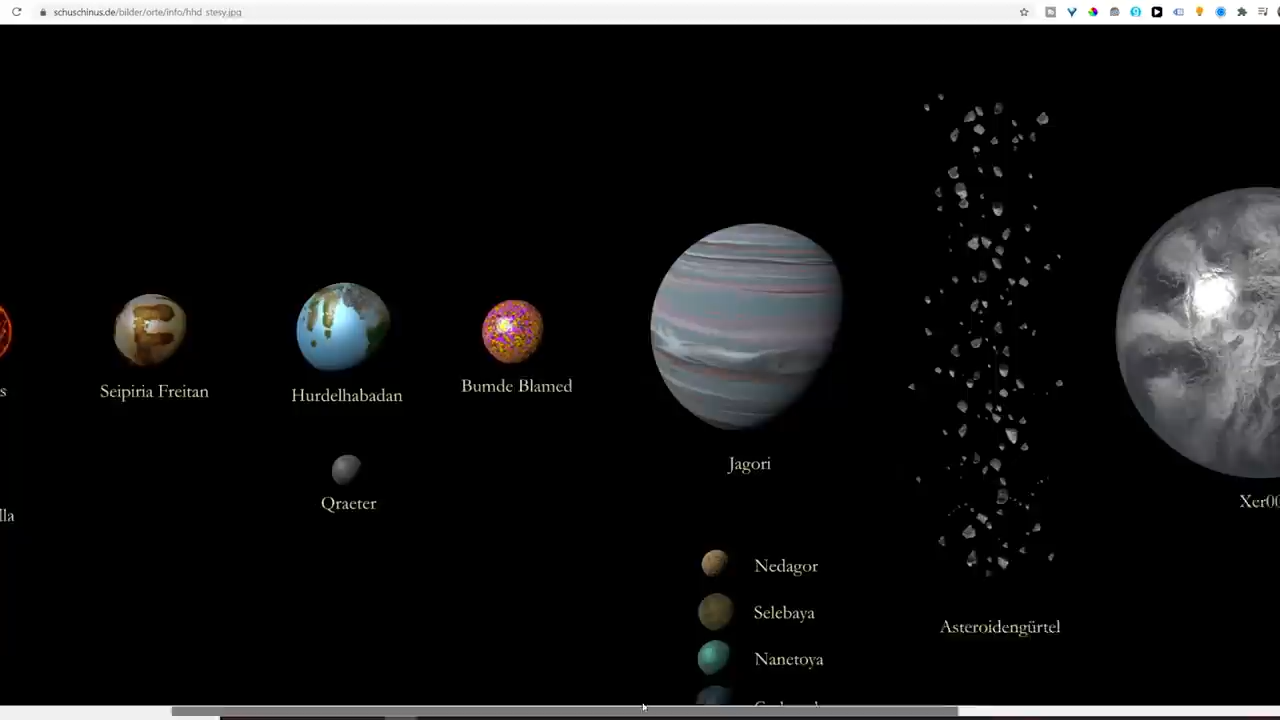 schuschinus.de/bilder/orte/info/hhd_stesy.jpg
Seipiria Freitan
Hurdelhabadan
Bumde Blamed
Qraeter
Jagori
Nedagor
Selebaya
Nanetoya
Asteroidengürtel